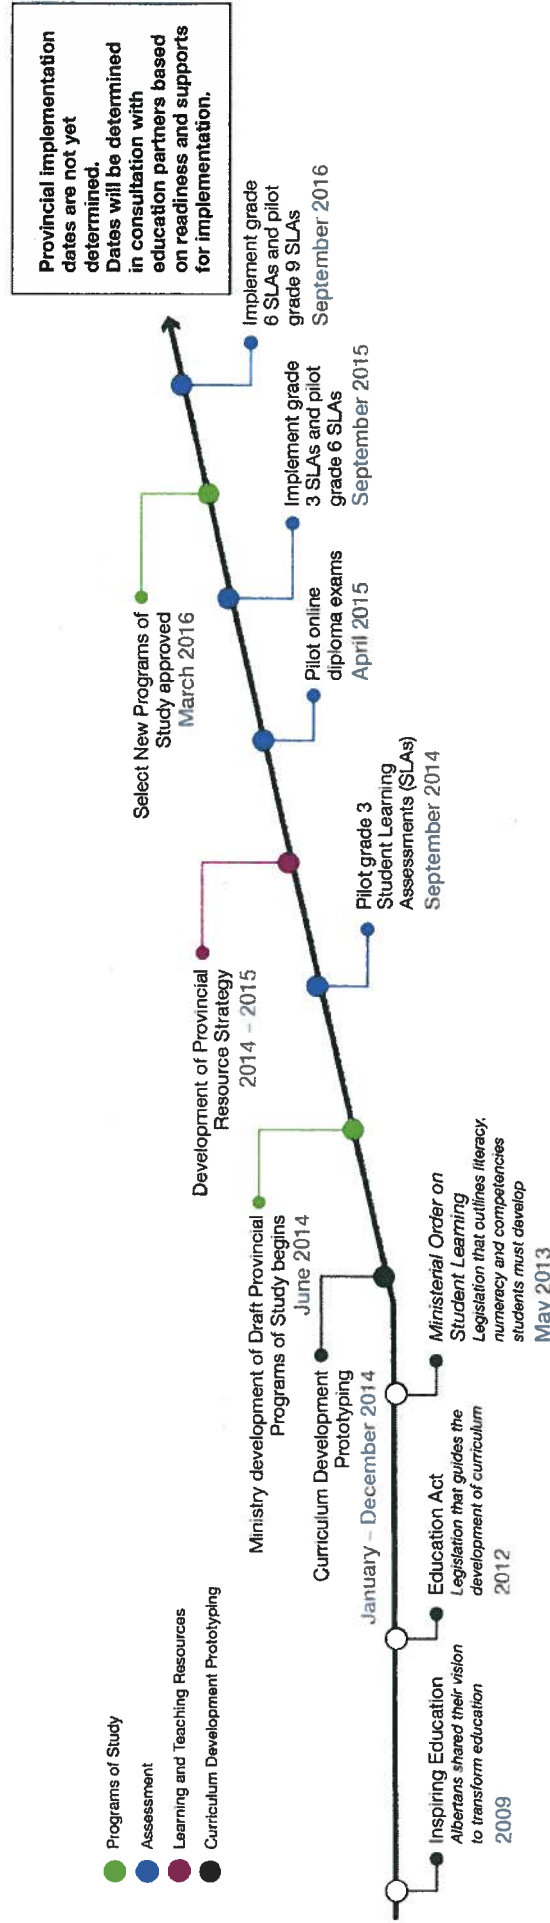 Programs of Study
Assessment
Learning and Teaching Resources
Curriculum Development Prototyping
Inspiring Education
Albertans shared their vision
to transform education
2009
Education Act
Legislation that guides the
development of curriculum
2012
Ministerial Order on
Student Learning
Legislation that outlines literacy,
numeracy and competencies
students must develop
May 2013
Curriculum Development
Prototyping
January – December 2014
Ministry development of Draft Provincial
Programs of Study begins
June 2014
Pilot grade 3
Student Learning
Assessments (SLAs)
September 2014
Development of Provincial
Resource Strategy
2014 – 2015
Pilot online
diploma exams
April 2015
Implement grade
3 SLAs and pilot
grade 6 SLAs
September 2015
Select New Programs of
Study approved
March 2016
Implement grade
6 SLAs and pilot
grade 9 SLAs
September 2016
Provincial implementation
dates are not yet
determined.
Dates will be determined
in consultation with
education partners based
on readiness and supports
for implementation.